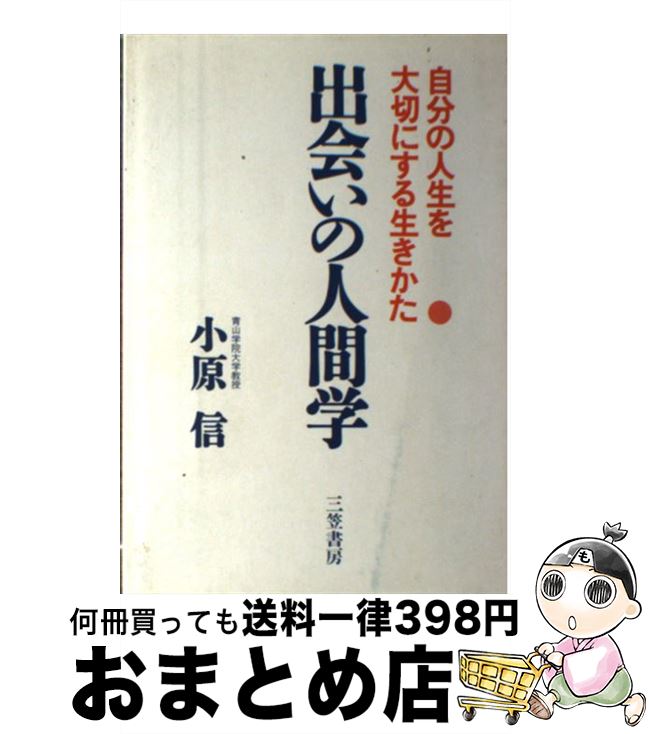 自分の人生を
大切にする生きかた
出会いの人間学
青山学院大学教授
小原 信
三笠書房
も
何冊買っても送料一律398円
おまとめ店